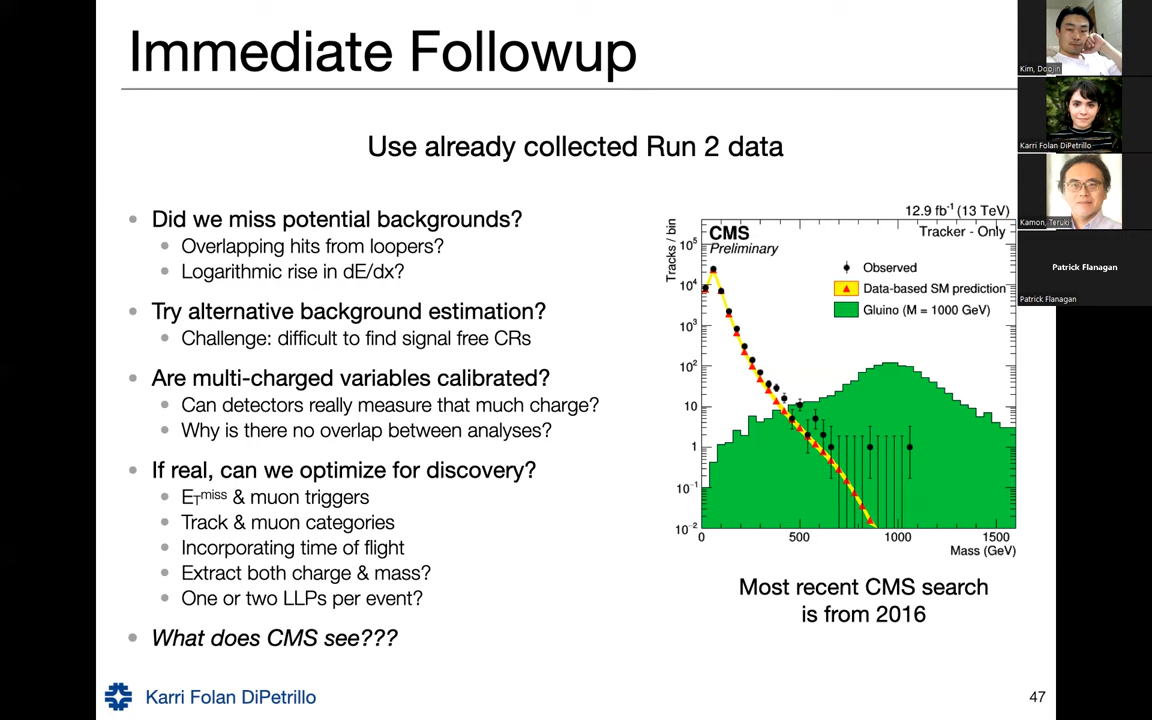 Immediate Followup
Use already collected Run 2 data
• Did we miss potential backgrounds?
• Overlapping hits from loopers?
• Logarithmic rise in dE/dx?
• Try alternative background estimation?
• Challenge: difficult to find signal free CRs
• Are multi-charged variables calibrated?
• Can detectors really measure that much charge?
• Why is there no overlap between analyses?
• If real, can we optimize for discovery?
• ETmiss & muon triggers
• Track & muon categories
• Incorporating time of flight
• Extract both charge & mass?
• One or two LLPs per event?
• What does CMS see???
12.9 fb-1 (13 TeV)
CMS
Preliminary
Tracker - Only
Observed
Data-based SM prediction
Gluino (M = 1000 GeV)
Tracks / bin
10^5
10^4
10^3
10^2
10
1
10^-1
10^-2
0 500 1000 1500
Mass (GeV)
Most recent CMS search
is from 2016
Karri Folan DiPetrillo
47
Kim, Doojin
Karri Folan DiPetrillo
Kamon, Teruki
Patrick Flanagan
Patrick Flanagan